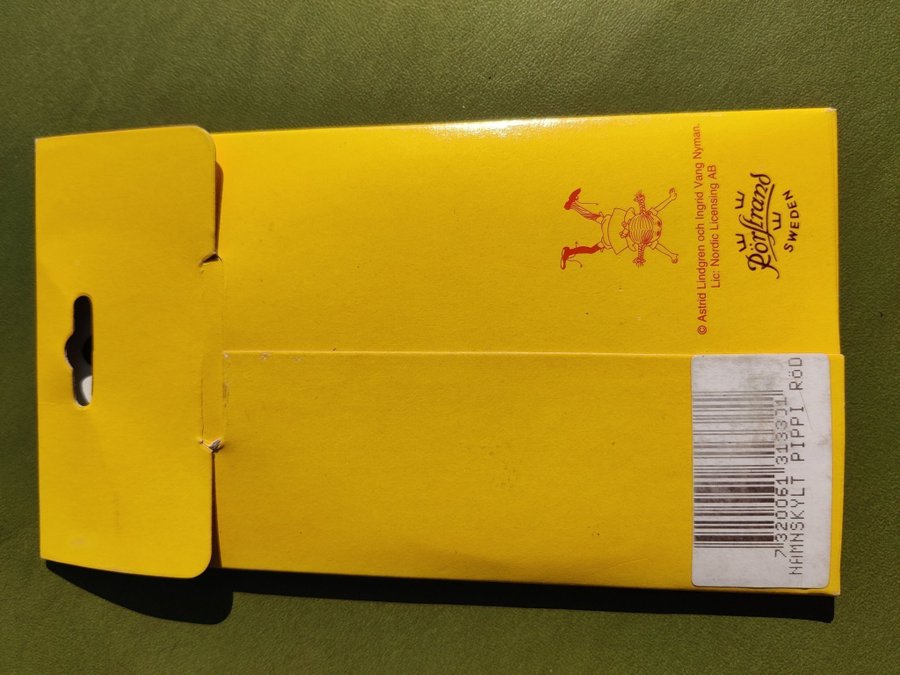 © Astrid Lindgren och Ingrid Vang Nyman.
Lic: Nordic Licensing AB
Rörstrand
SWEDEN
7 320061 313301
NAMNSKYLT PIPPI RÖD